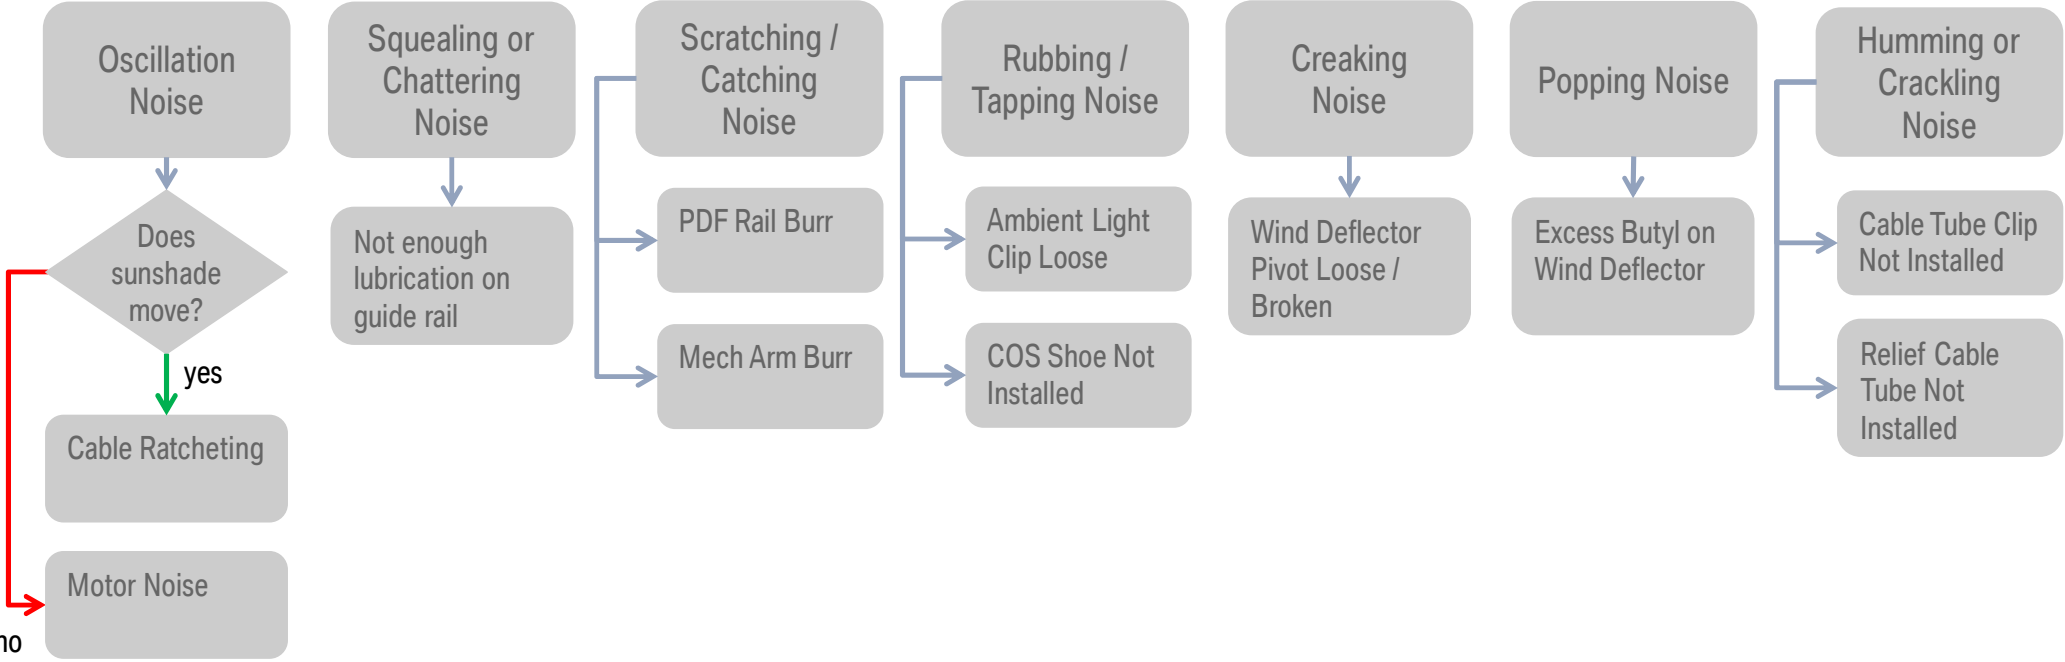 Oscillation
Noise
Does
sunshade
move?
yes
Cable Ratcheting
Motor Noise
no
Squealing or
Chattering
Noise
Not enough
lubrication on
guide rail
Scratching /
Catching
Noise
PDF Rail Burr
Mech Arm Burr
Rubbing /
Tapping Noise
Ambient Light
Clip Loose
COS Shoe Not
Installed
Creaking
Noise
Wind Deflector
Pivot Loose /
Broken
Popping Noise
Excess Butyl on
Wind Deflector
Humming or
Crackling
Noise
Cable Tube Clip
Not Installed
Relief Cable
Tube Not
Installed